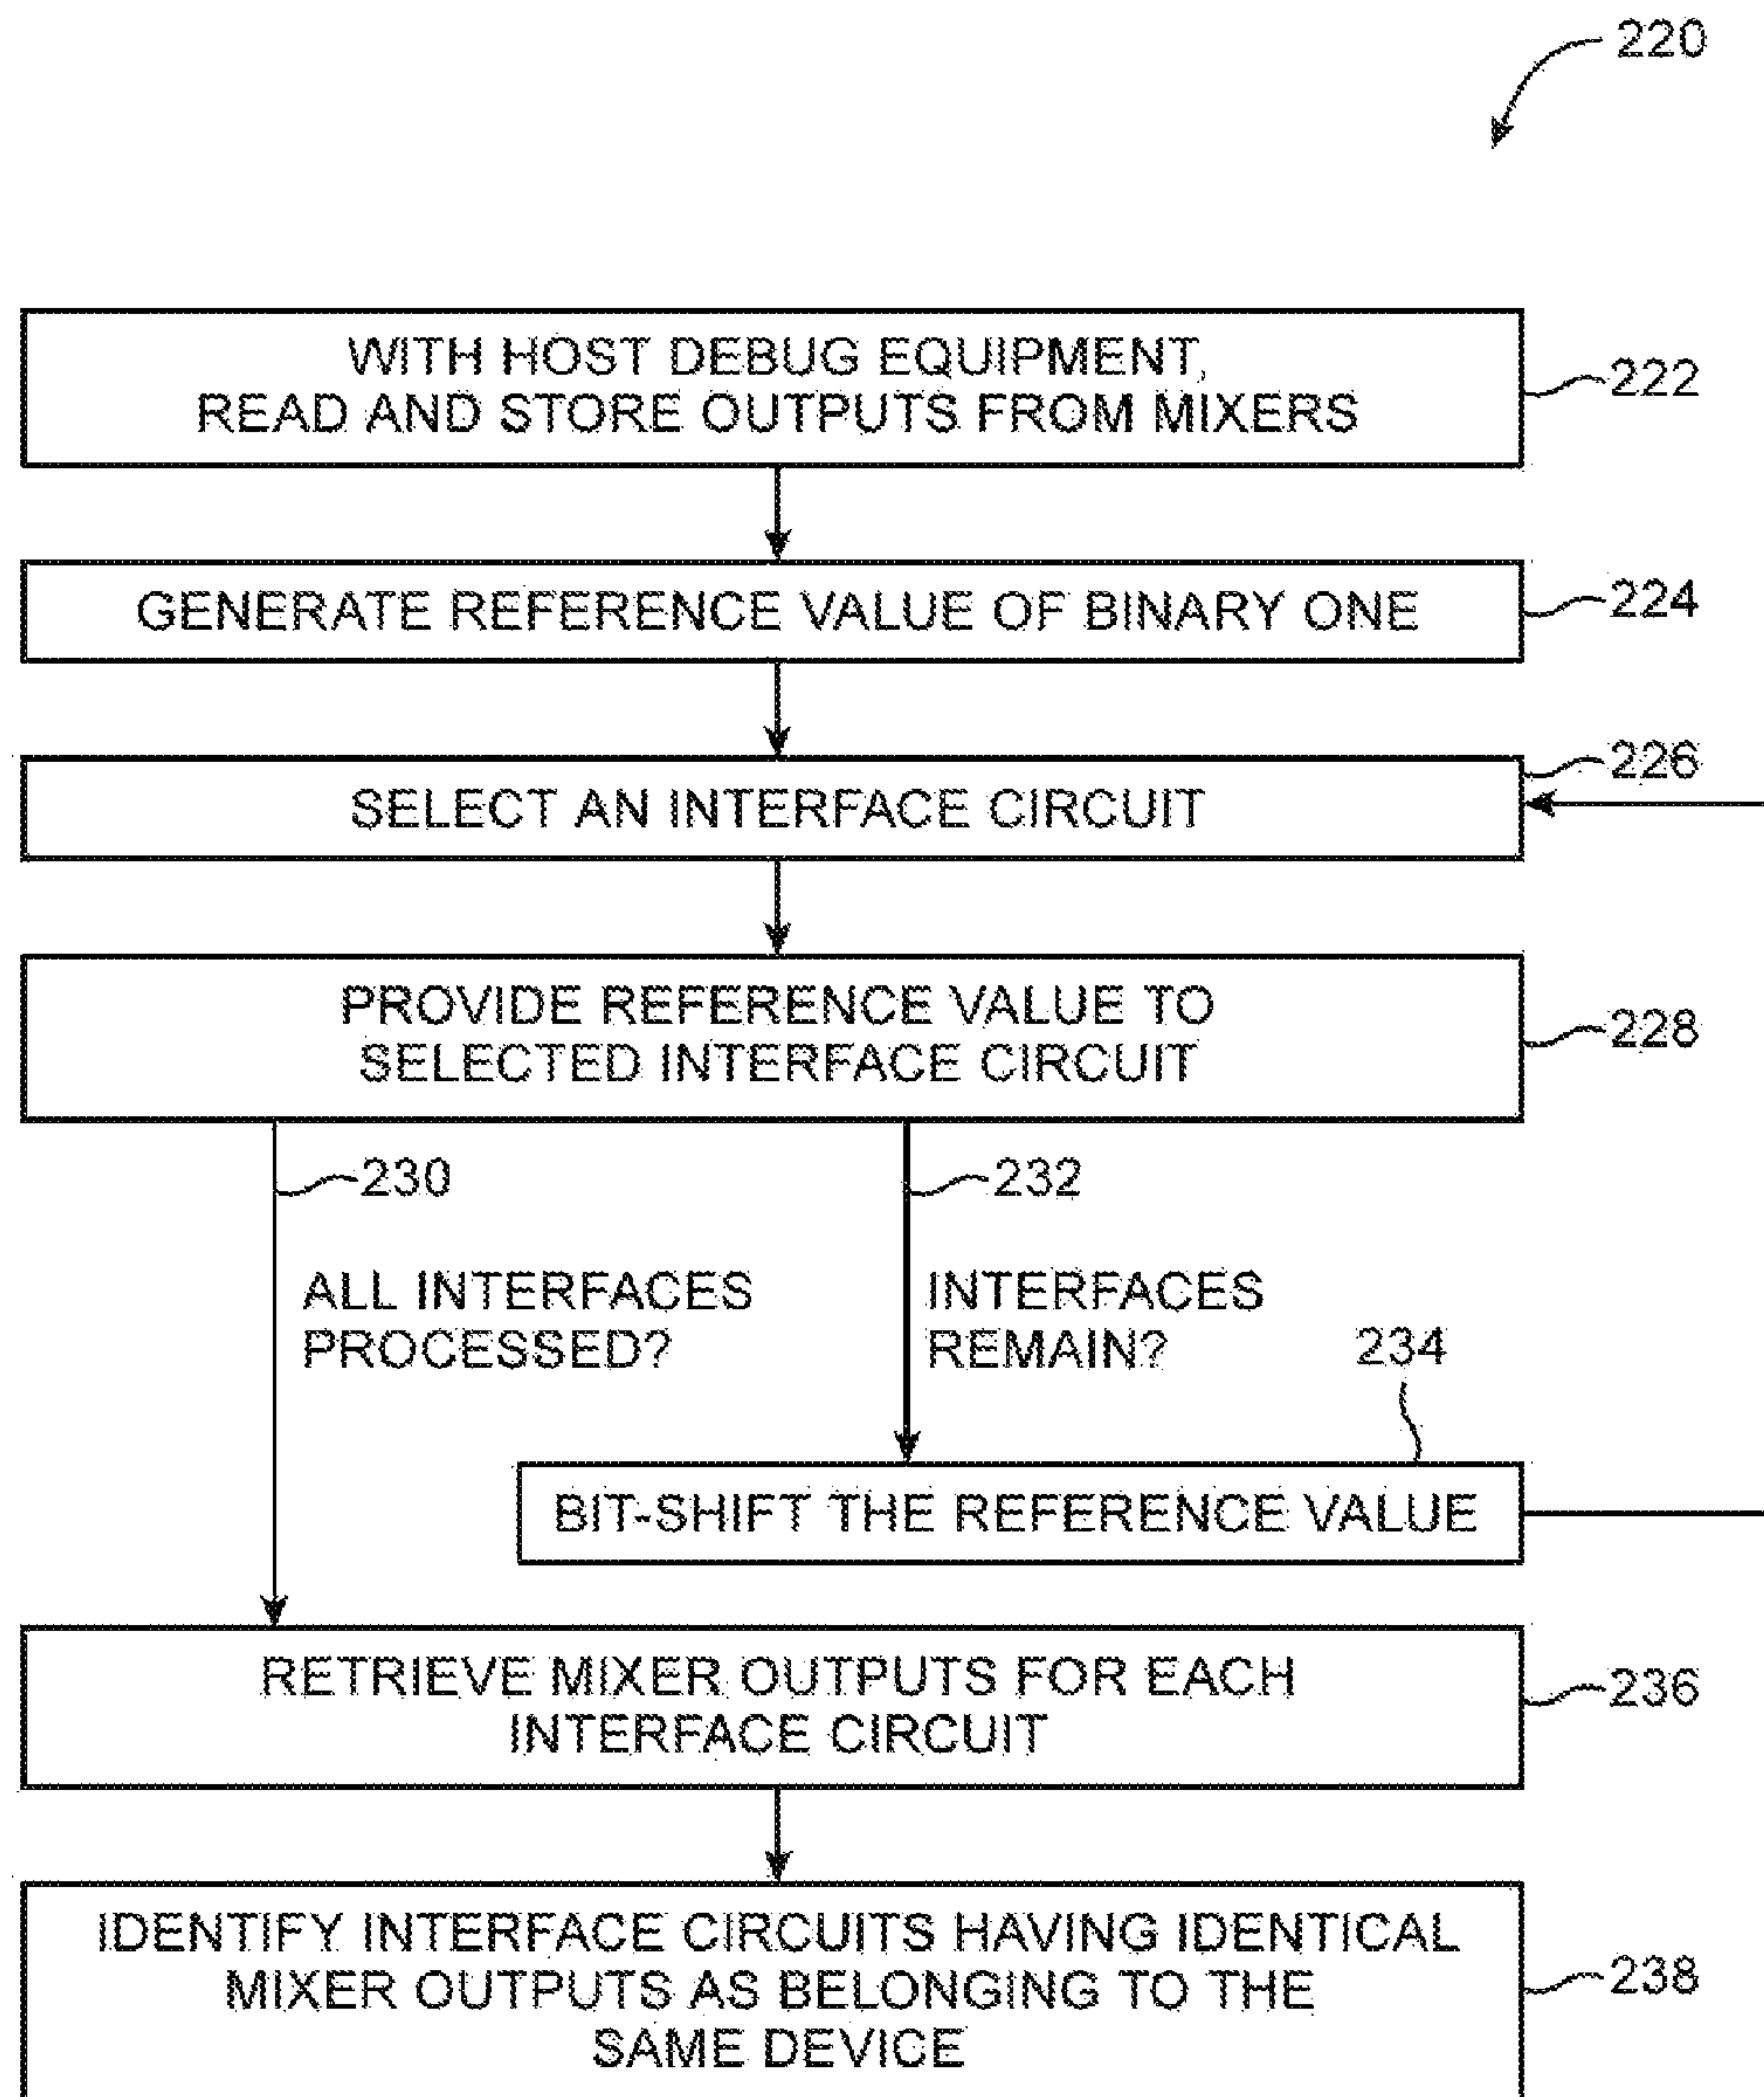 220
WITH HOST DEBUG EQUIPMENT,
READ AND STORE OUTPUTS FROM MIXERS
222
GENERATE REFERENCE VALUE OF BINARY ONE
224
226
SELECT AN INTERFACE CIRCUIT
PROVIDE REFERENCE VALUE TO
SELECTED INTERFACE CIRCUIT
228
230
232
ALL INTERFACES
PROCESSED?
INTERFACES
REMAIN?
234
BIT-SHIFT THE REFERENCE VALUE
RETRIEVE MIXER OUTPUTS FOR EACH
INTERFACE CIRCUIT
236
IDENTIFY INTERFACE CIRCUITS HAVING IDENTICAL
MIXER OUTPUTS AS BELONGING TO THE
SAME DEVICE
238